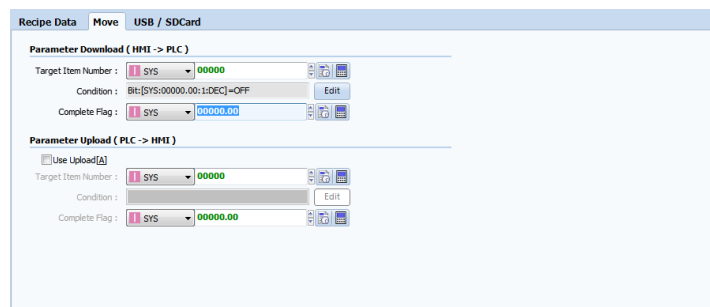 Recipe Data Move USB / SDCard
Parameter Download ( HMI -> PLC )
Target Item Number : I SYS 00000
Condition : Bit:[SYS:00000.00:1:DEC]=OFF Edit
Complete Flag : I SYS 00000.00
Parameter Upload ( PLC -> HMI )
Use Upload[A]
Target Item Number : I SYS 00000
Condition : Edit
Complete Flag : I SYS 00000.00